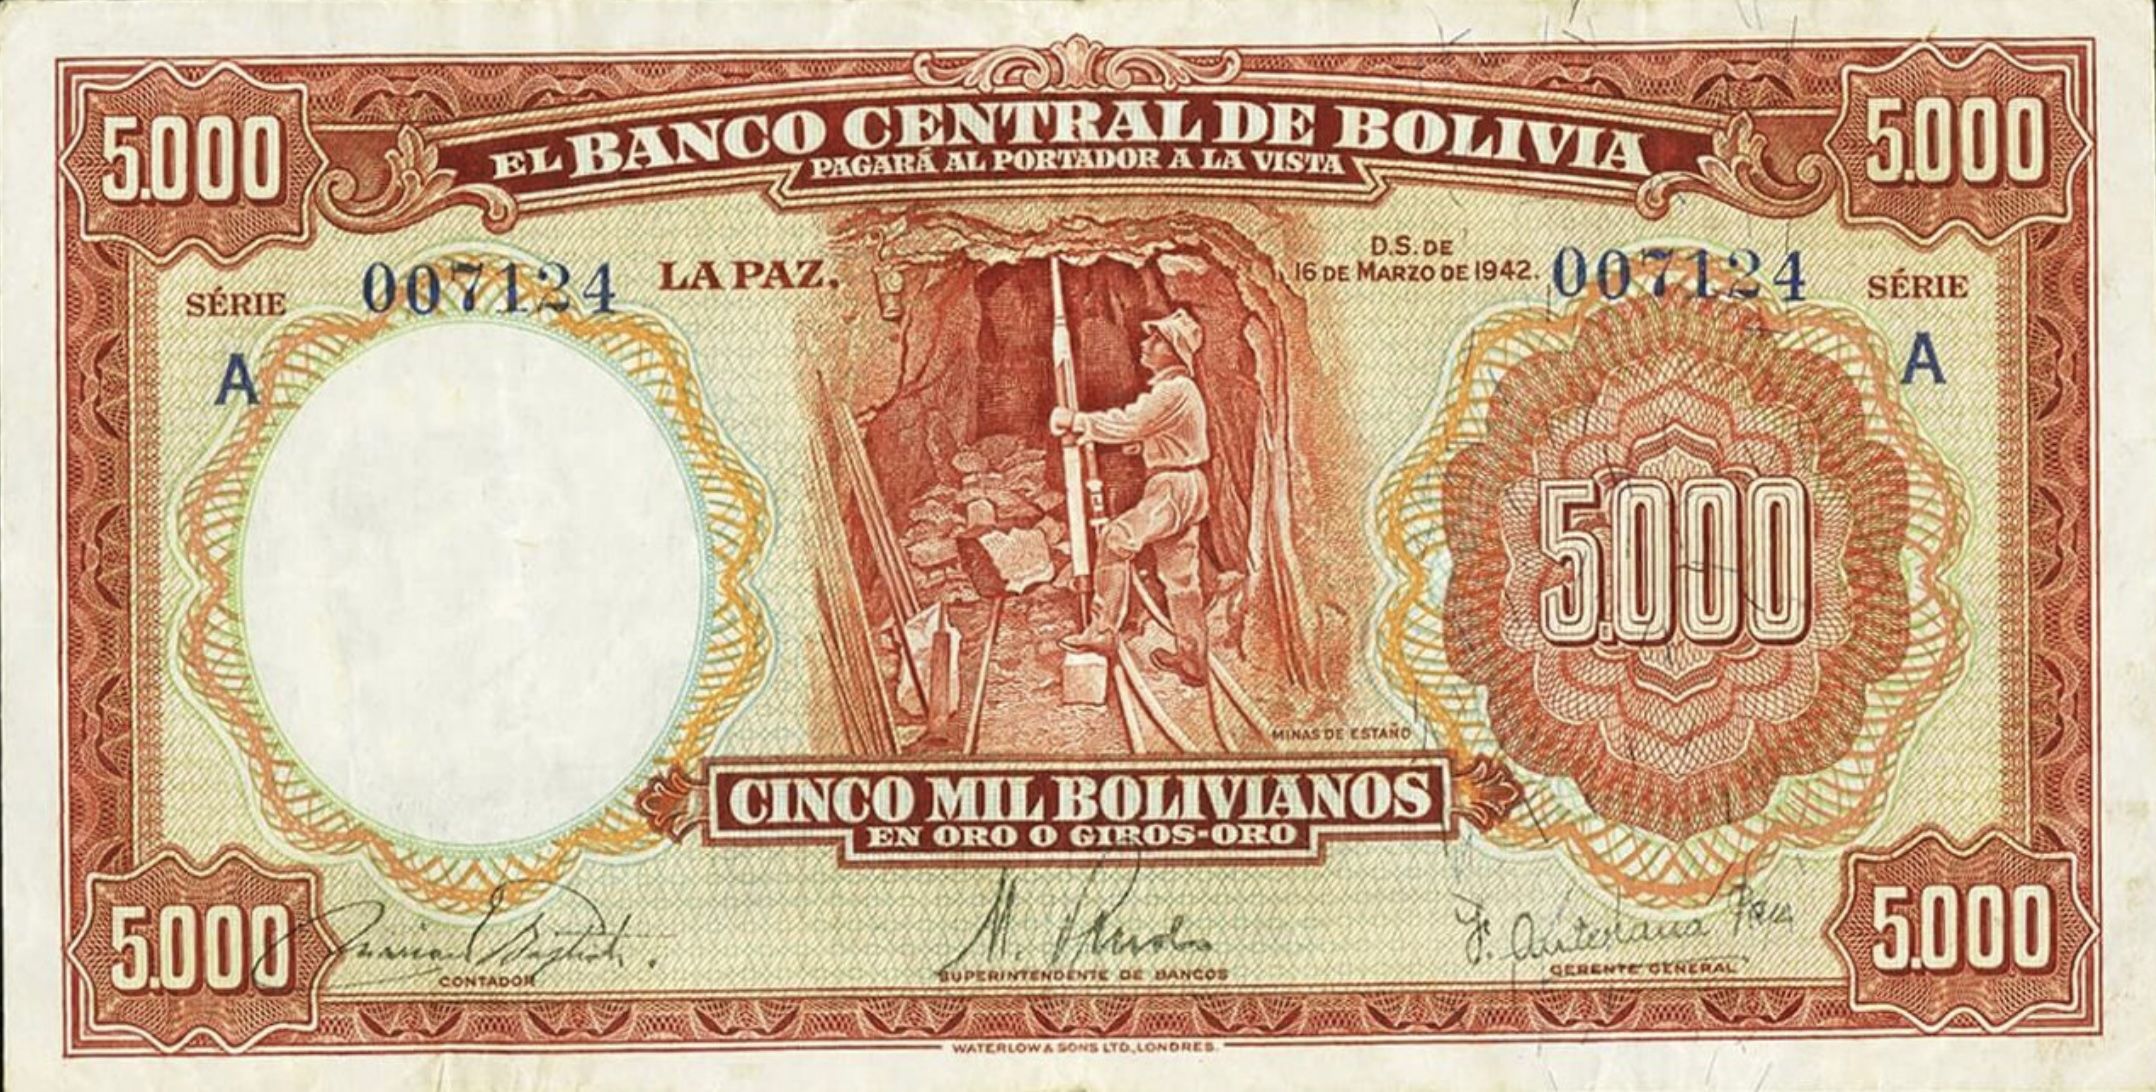 5.000 5.000
EL BANCO CENTRAL DE BOLIVIA
PAGARÁ AL PORTADOR A LA VISTA
D.S. DE
007124 LA PAZ, 16 DE MARZO DE 1942. 007124
SÉRIE SÉRIE
A A
5.000
MINAS DE ESTAÑO
CINCO MIL BOLIVIANOS
EN ORO O GIROS-ORO
5.000 5.000
CONTADOR SUPERINTENDENTE DE BANCOS GERENTE GENERAL
WATERLOW & SONS LTD., LONDRES.